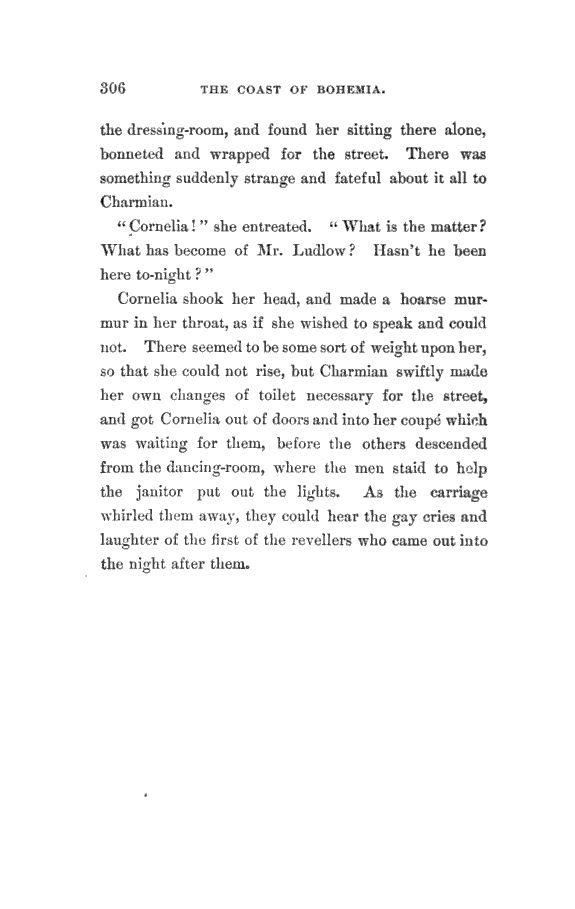 306 THE COAST OF BOHEMIA.
the dressing-room, and found her sitting there alone,
bonneted and wrapped for the street. There was
something suddenly strange and fateful about it all to
Charmian.
“Cornelia!” she entreated. “What is the matter?
What has become of Mr. Ludlow? Hasn't he been
here to-night?”
Cornelia shook her head, and made a hoarse mur-
mur in her throat, as if she wished to speak and could
not. There seemed to be some sort of weight upon her,
so that she could not rise, but Charmian swiftly made
her own changes of toilet necessary for the street,
and got Cornelia out of doors and into her coupé which
was waiting for them, before the others descended
from the dancing-room, where the men staid to help
the janitor put out the lights. As the carriage
whirled them away, they could hear the gay cries and
laughter of the first of the revellers who came out into
the night after them.